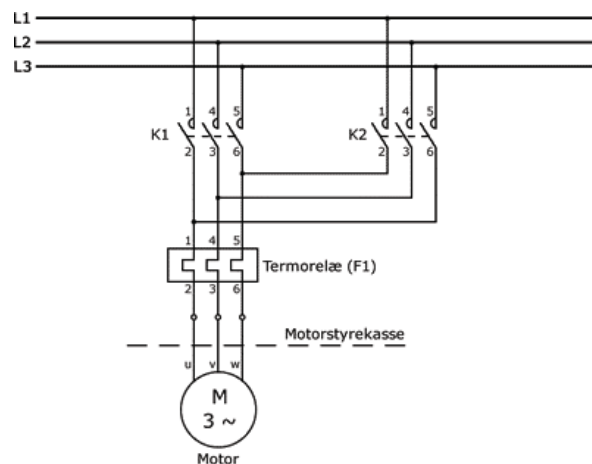 L1
L2
L3
1 4 5 1 4 5
K1 K2
2 3 6 2 3 6
1 4 5
Termorelæ (F1)
2 3 6
Motorstyrekasse
u v w
M
3 ~
Motor